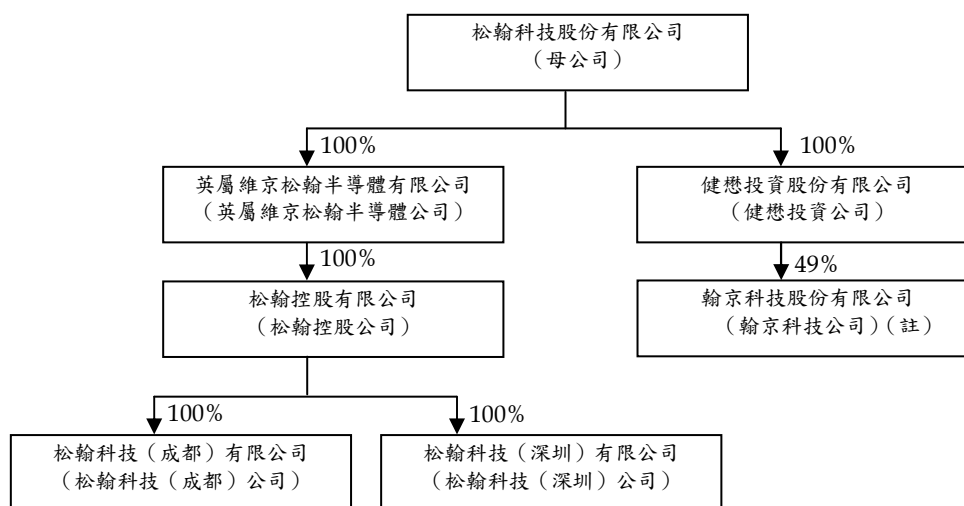 松翰科技股份有限公司
（母公司）
100%
100%
英屬維京松翰半導體有限公司
（英屬維京松翰半導體公司）
健懋投資股份有限公司
（健懋投資公司）
100%
49%
松翰控股有限公司
（松翰控股公司）
翰京科技股份有限公司
（翰京科技公司）（註）
100%
100%
松翰科技（成都）有限公司
（松翰科技（成都）公司）
松翰科技（深圳）有限公司
（松翰科技（深圳）公司）